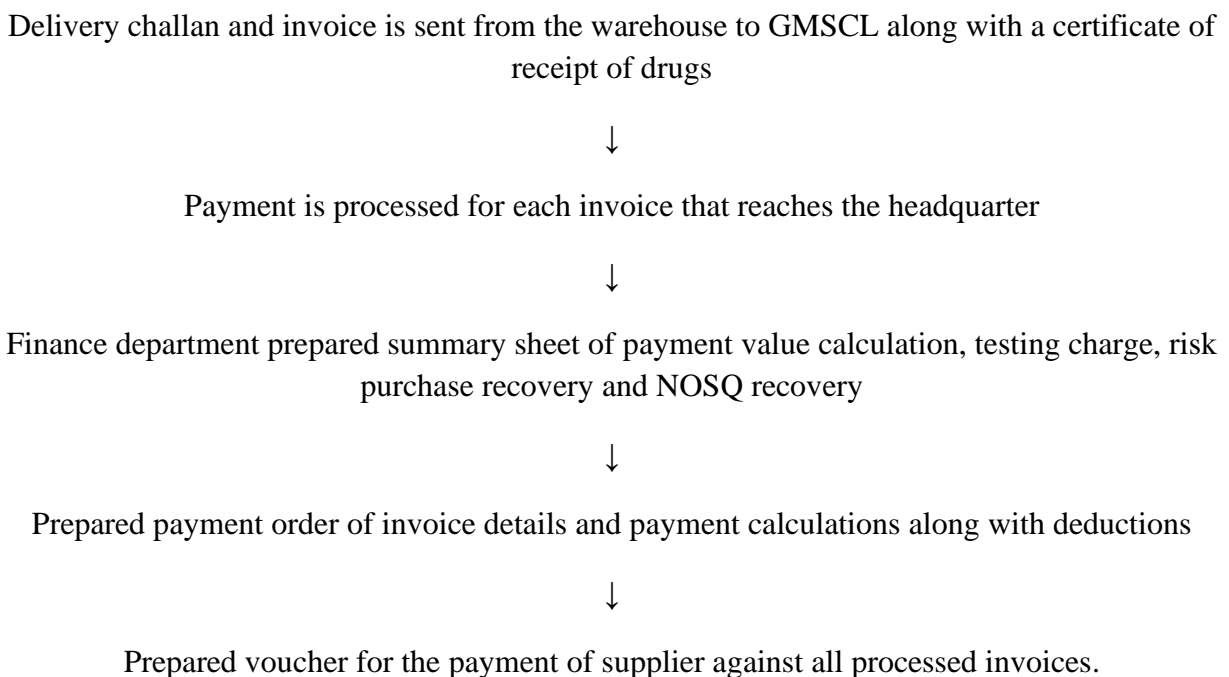 Delivery challan and invoice is sent from the warehouse to GMSCL along with a certificate of
receipt of drugs
↓
Payment is processed for each invoice that reaches the headquarter
↓
Finance department prepared summary sheet of payment value calculation, testing charge, risk
purchase recovery and NOSQ recovery
↓
Prepared payment order of invoice details and payment calculations along with deductions
↓
Prepared voucher for the payment of supplier against all processed invoices.